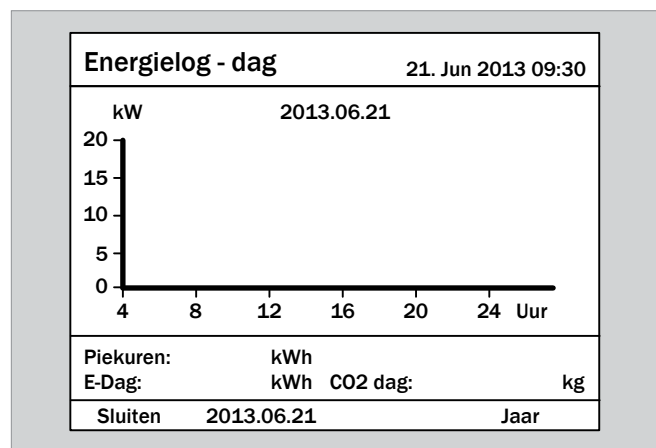 Energielog - dag 21. Jun 2013 09:30
kW 2013.06.21
20
15
10
5
0
4 8 12 16 20 24 Uur
Piekuren: kWh
E-Dag: kWh CO2 dag: kg
Sluiten 2013.06.21 Jaar